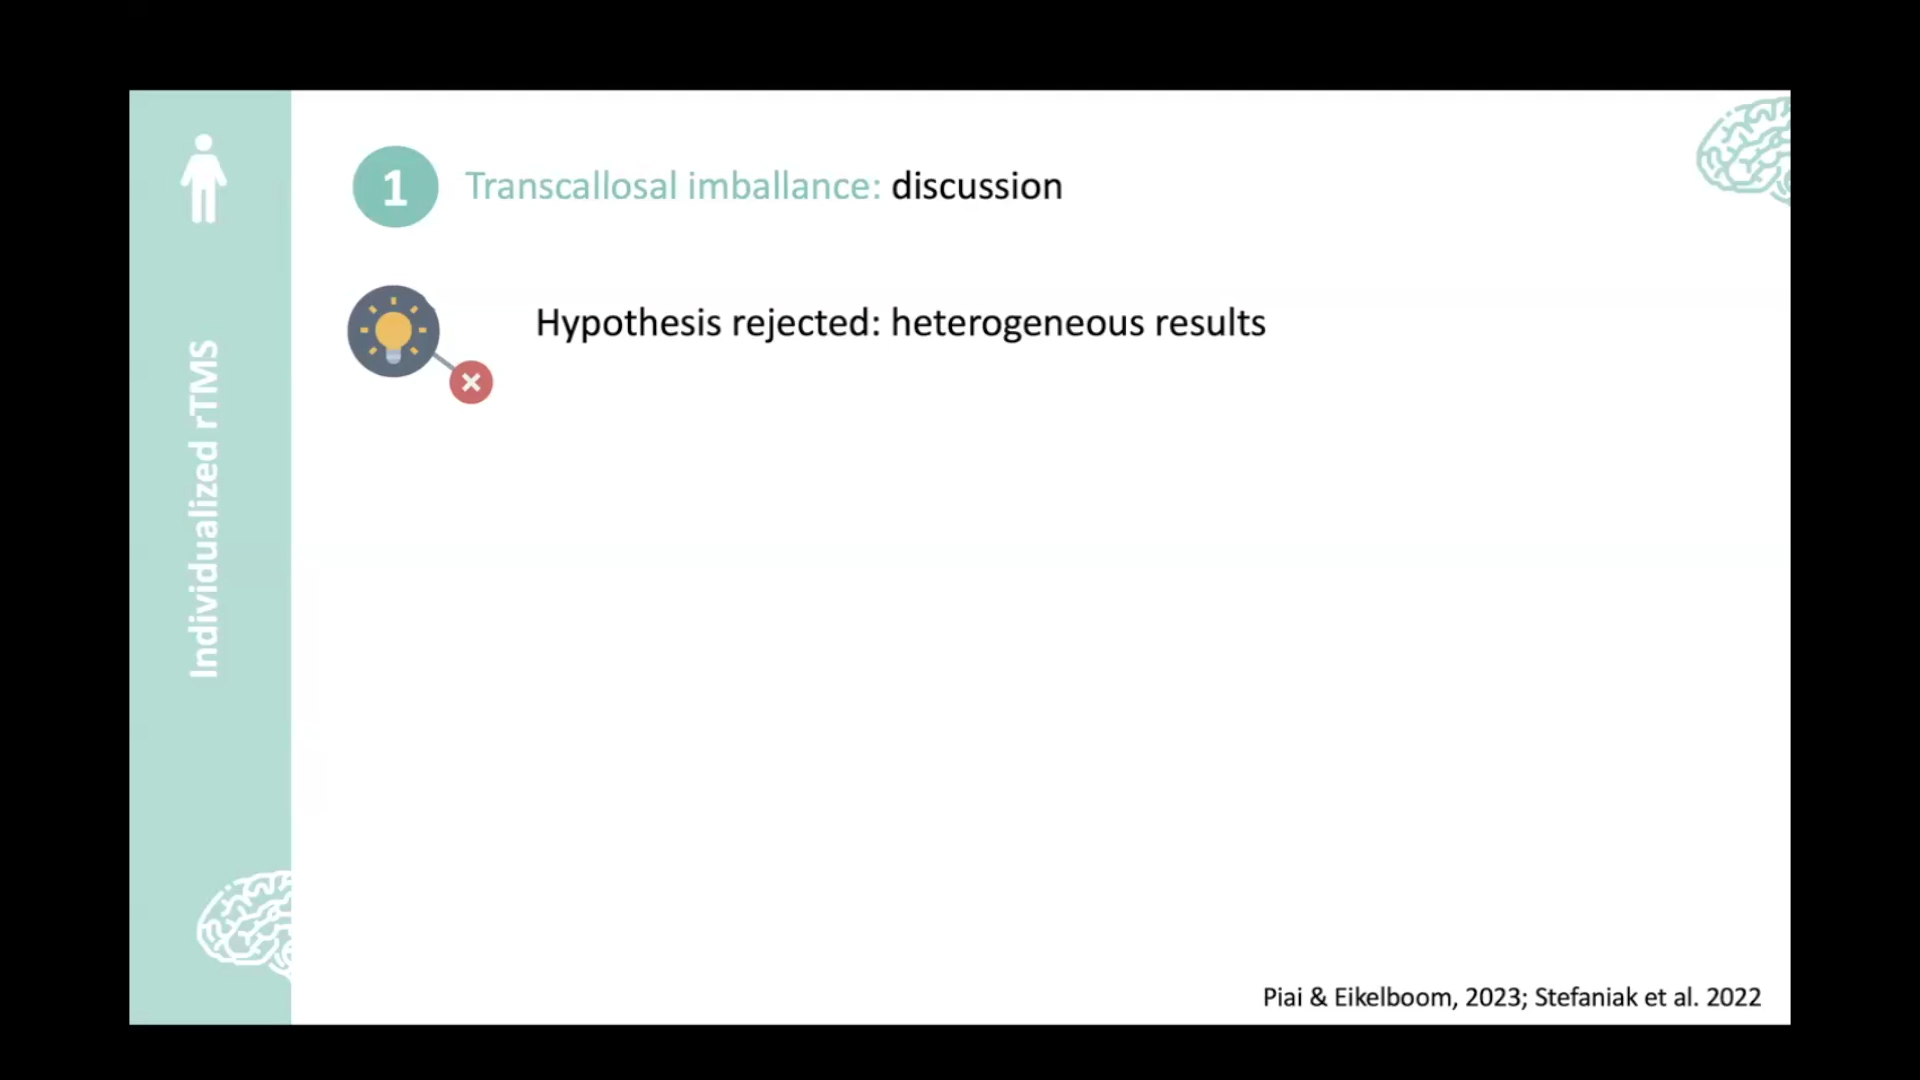 1
Transcallosal imballance: discussion
Hypothesis rejected: heterogeneous results
Individualized rTMS
Piai & Eikelboom, 2023; Stefaniak et al. 2022